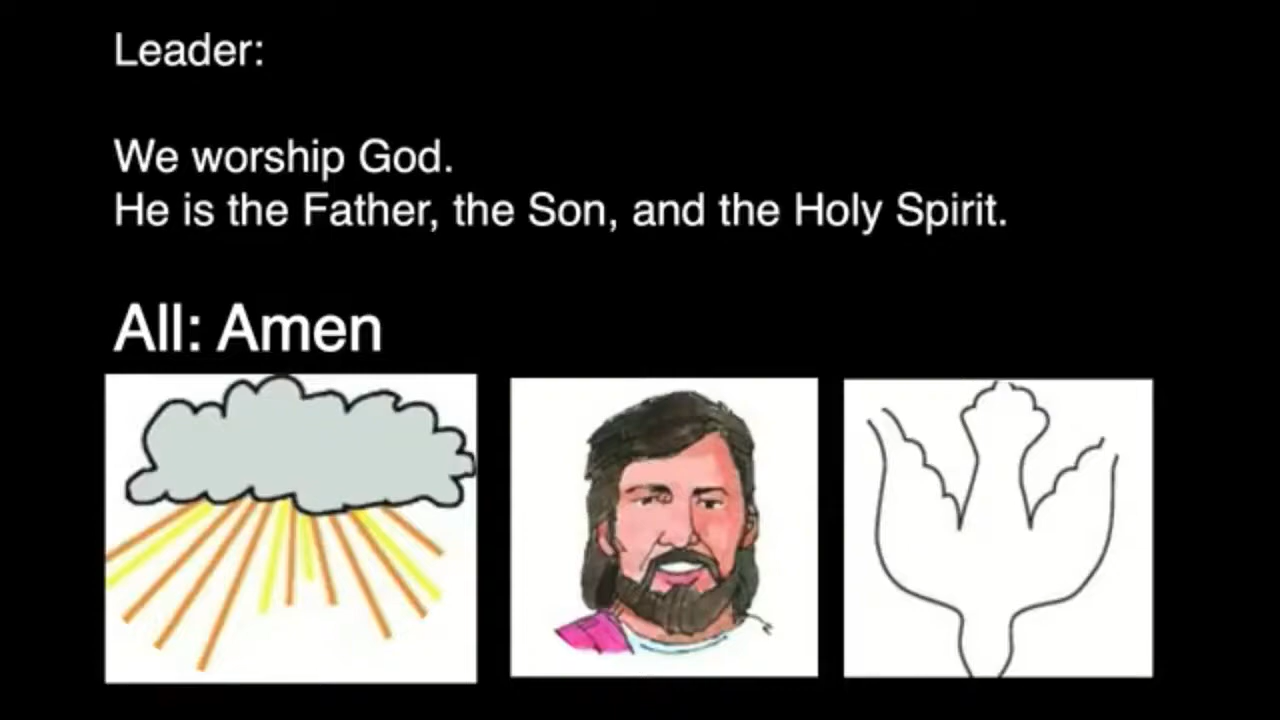 Leader:
We worship God.
He is the Father, the Son, and the Holy Spirit.
All: Amen